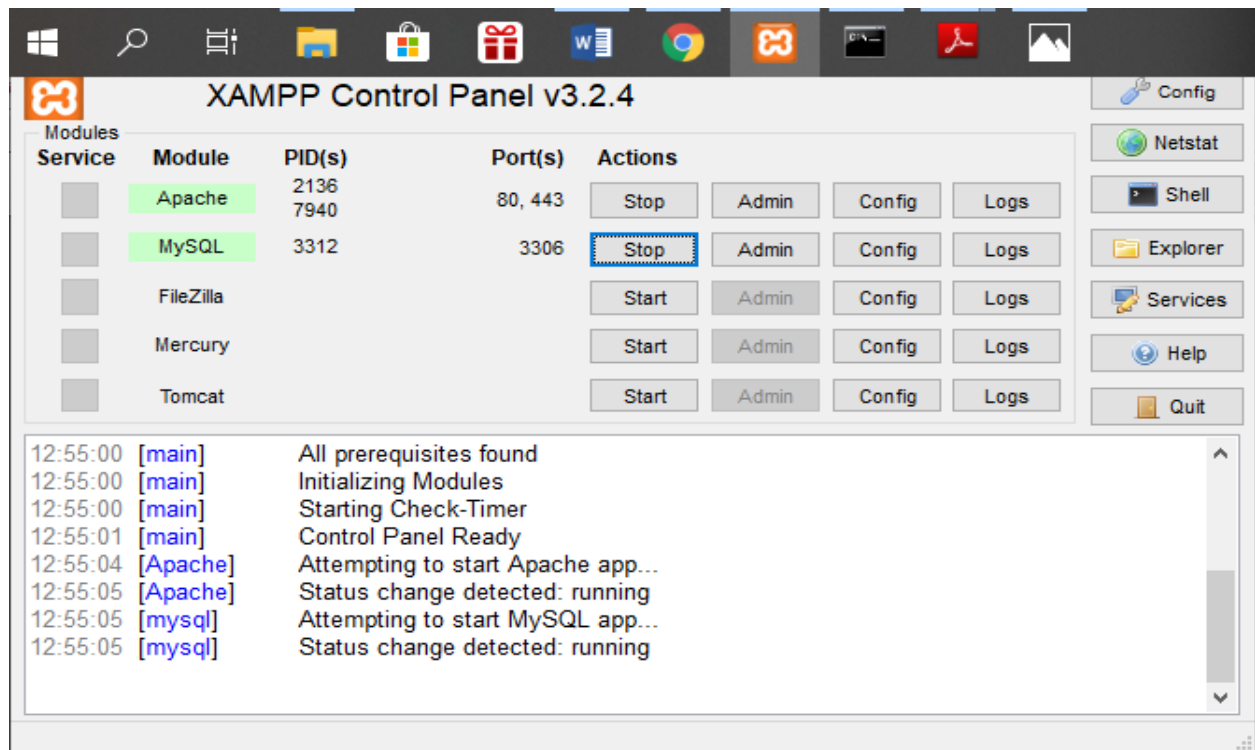 XAMPP Control Panel v3.2.4
Config
Modules
Service Module PID(s) Port(s) Actions
Netstat
Apache 2136 7940 80, 443 Stop Admin Config Logs
Shell
MySQL 3312 3306 Stop Admin Config Logs
Explorer
FileZilla Start Admin Config Logs
Services
Mercury Start Admin Config Logs
Help
Tomcat Start Admin Config Logs
Quit
12:55:00 [main] All prerequisites found
12:55:00 [main] Initializing Modules
12:55:00 [main] Starting Check-Timer
12:55:01 [main] Control Panel Ready
12:55:04 [Apache] Attempting to start Apache app...
12:55:05 [Apache] Status change detected: running
12:55:05 [mysql] Attempting to start MySQL app...
12:55:05 [mysql] Status change detected: running